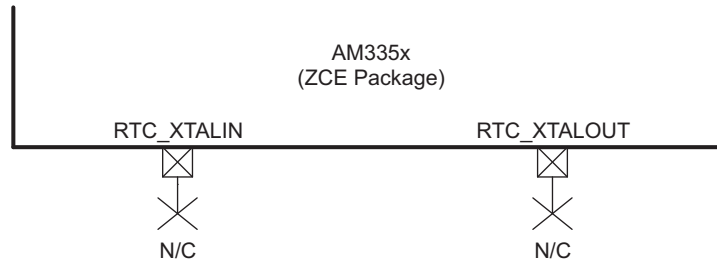 AM335x
(ZCE Package)
RTC_XTALIN RTC_XTALOUT
N/C N/C